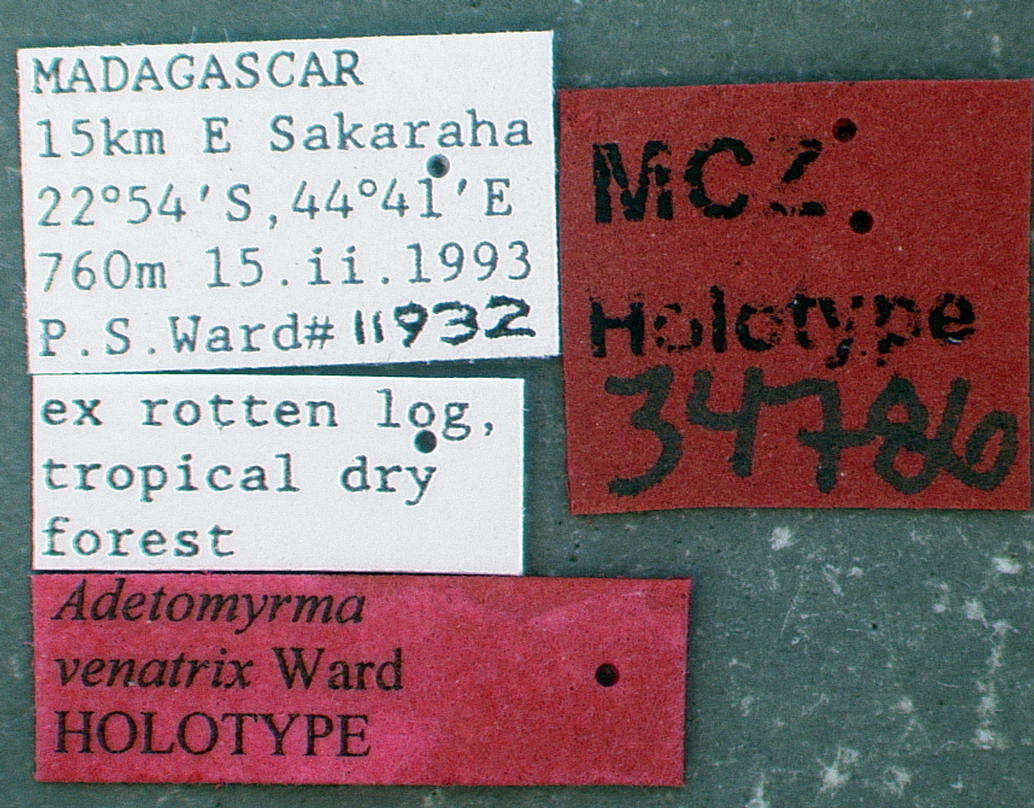 MADAGASCAR
15km E Sakaraha
22°54'S,44°41'E
760m 15.ii.1993
P.S.Ward#11932
ex rotten log,
tropical dry
forest
Adetomyrma
venatrix Ward
HOLOTYPE
MCZ
Holotype
34786